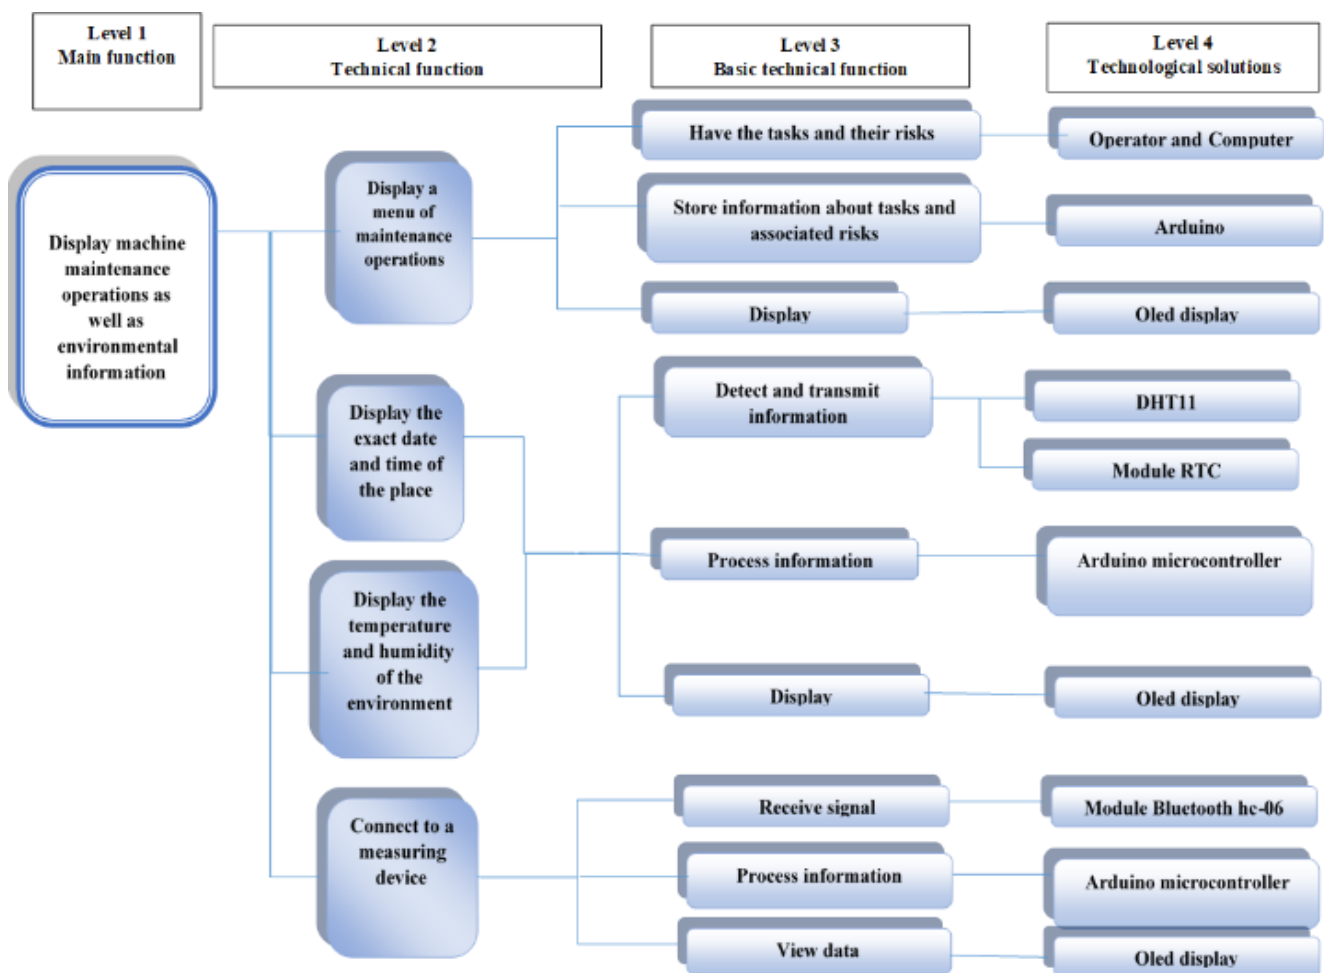 Level 1
Main function
Level 2
Technical function
Level 3
Basic technical function
Level 4
Technological solutions
Display machine
maintenance
operations as
well as
environmental
information
Display a
menu of
maintenance
operations
Have the tasks and their risks
Operator and Computer
Store information about tasks and
associated risks
Arduino
Display
Oled display
Display the
exact date
and time of
the place
Detect and transmit
information
DHT11
Module RTC
Process information
Arduino microcontroller
Display the
temperature
and humidity
of the
environment
Display
Oled display
Connect to a
measuring
device
Receive signal
Module Bluetooth hc-06
Process information
Arduino microcontroller
View data
Oled display